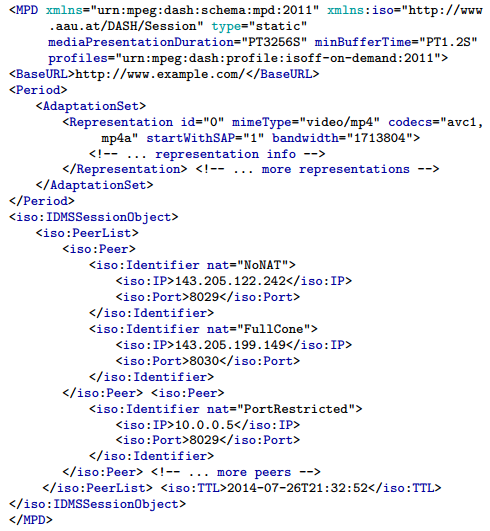 <MPD xmlns="urn:mpeg:dash:schema:mpd:2011" xmlns:iso="http://www
.aau.at/DASH/Session" type="static"
mediaPresentationDuration="PT3256S" minBufferTime="PT1.2S"
profiles="urn:mpeg:dash:profile:isoff-on-demand:2011">
<BaseURL>http://www.example.com/</BaseURL>
<Period>
<AdaptationSet>
<Representation id="0" mimeType="video/mp4" codecs="avc1,
mp4a" startWithSAP="1" bandwidth="1713804">
<!-- ... representation info -->
</Representation> <!-- ... more representations -->
</AdaptationSet>
</Period>
<iso:IDMSSessionObject>
<iso:PeerList>
<iso:Peer>
<iso:Identifier nat="NoNAT">
<iso:IP>143.205.122.242</iso:IP>
<iso:Port>8029</iso:Port>
</iso:Identifier>
<iso:Identifier nat="FullCone">
<iso:IP>143.205.199.149</iso:IP>
<iso:Port>8030</iso:Port>
</iso:Identifier>
</iso:Peer> <iso:Peer>
<iso:Identifier nat="PortRestricted">
<iso:IP>10.0.0.5</iso:IP>
<iso:Port>8029</iso:Port>
</iso:Identifier>
</iso:Peer> <!-- ... more peers -->
</iso:PeerList> <iso:TTL>2014-07-26T21:32:52</iso:TTL>
</iso:IDMSSessionObject>
</MPD>